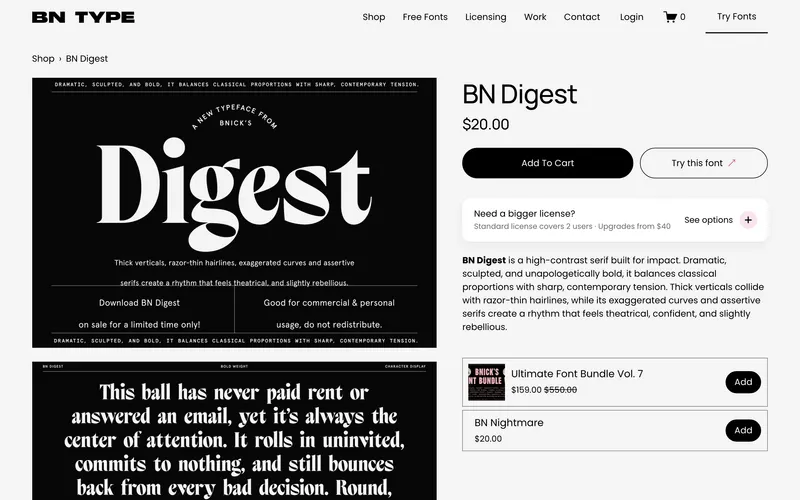 BN TYPE
Shop
Free Fonts
Licensing
Work
Contact
Login
0
Try Fonts
Shop › BN Digest
DRAMATIC, SCULPTED, AND BOLD, IT BALANCES CLASSICAL PROPORTIONS WITH SHARP, CONTEMPORARY TENSION.
A NEW TYPEFACE FROM
BNICK'S
Digest
Thick verticals, razor-thin hairlines, exaggerated curves and assertive
serifs create a rhythm that feels theatrical, and slightly rebellious.
Download BN Digest
on sale for a limited time only!
Good for commercial & personal
usage, do not redistribute.
DRAMATIC, SCULPTED, AND BOLD, IT BALANCES CLASSICAL PROPORTIONS WITH SHARP, CONTEMPORARY TENSION.
BN DIGEST
BOLD WEIGHT
CHARACTER DISPLAY
This ball has never paid rent or
answered an email, yet it's always the
center of attention. It rolls in uninvited,
commits to nothing, and still bounces
back from every bad decision. Round,
BN Digest
$20.00
Add To Cart
Try this font
Need a bigger license?
Standard license covers 2 users · Upgrades from $40
See options +
BN Digest is a high-contrast serif built for impact. Dramatic,
sculpted, and unapologetically bold, it balances classical
proportions with sharp, contemporary tension. Thick verticals collide
with razor-thin hairlines, while its exaggerated curves and assertive
serifs create a rhythm that feels theatrical, confident, and slightly
rebellious.
BNICK'S
NT BUNDLE
Ultimate Font Bundle Vol. 7
$159.00 $550.00
Add
BN Nightmare
$20.00
Add